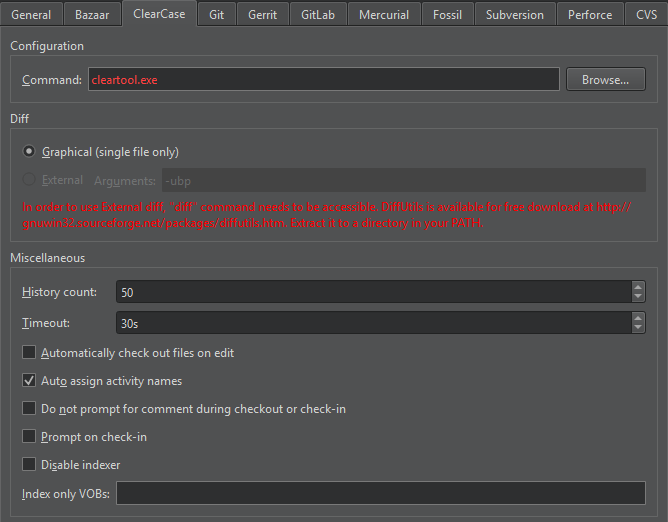 General Bazaar ClearCase Git Gerrit GitLab Mercurial Fossil Subversion Perforce CVS
Configuration
Command: cleartool.exe Browse...
Diff
Graphical (single file only)
External Arguments: -ubp
In order to use External diff, "diff" command needs to be accessible. DiffUtils is available for free download at http://
gnuwin32.sourceforge.net/packages/diffutils.htm. Extract it to a directory in your PATH.
Miscellaneous
History count: 50
Timeout: 30s
Automatically check out files on edit
Auto assign activity names
Do not prompt for comment during checkout or check-in
Prompt on check-in
Disable indexer
Index only VOBs: